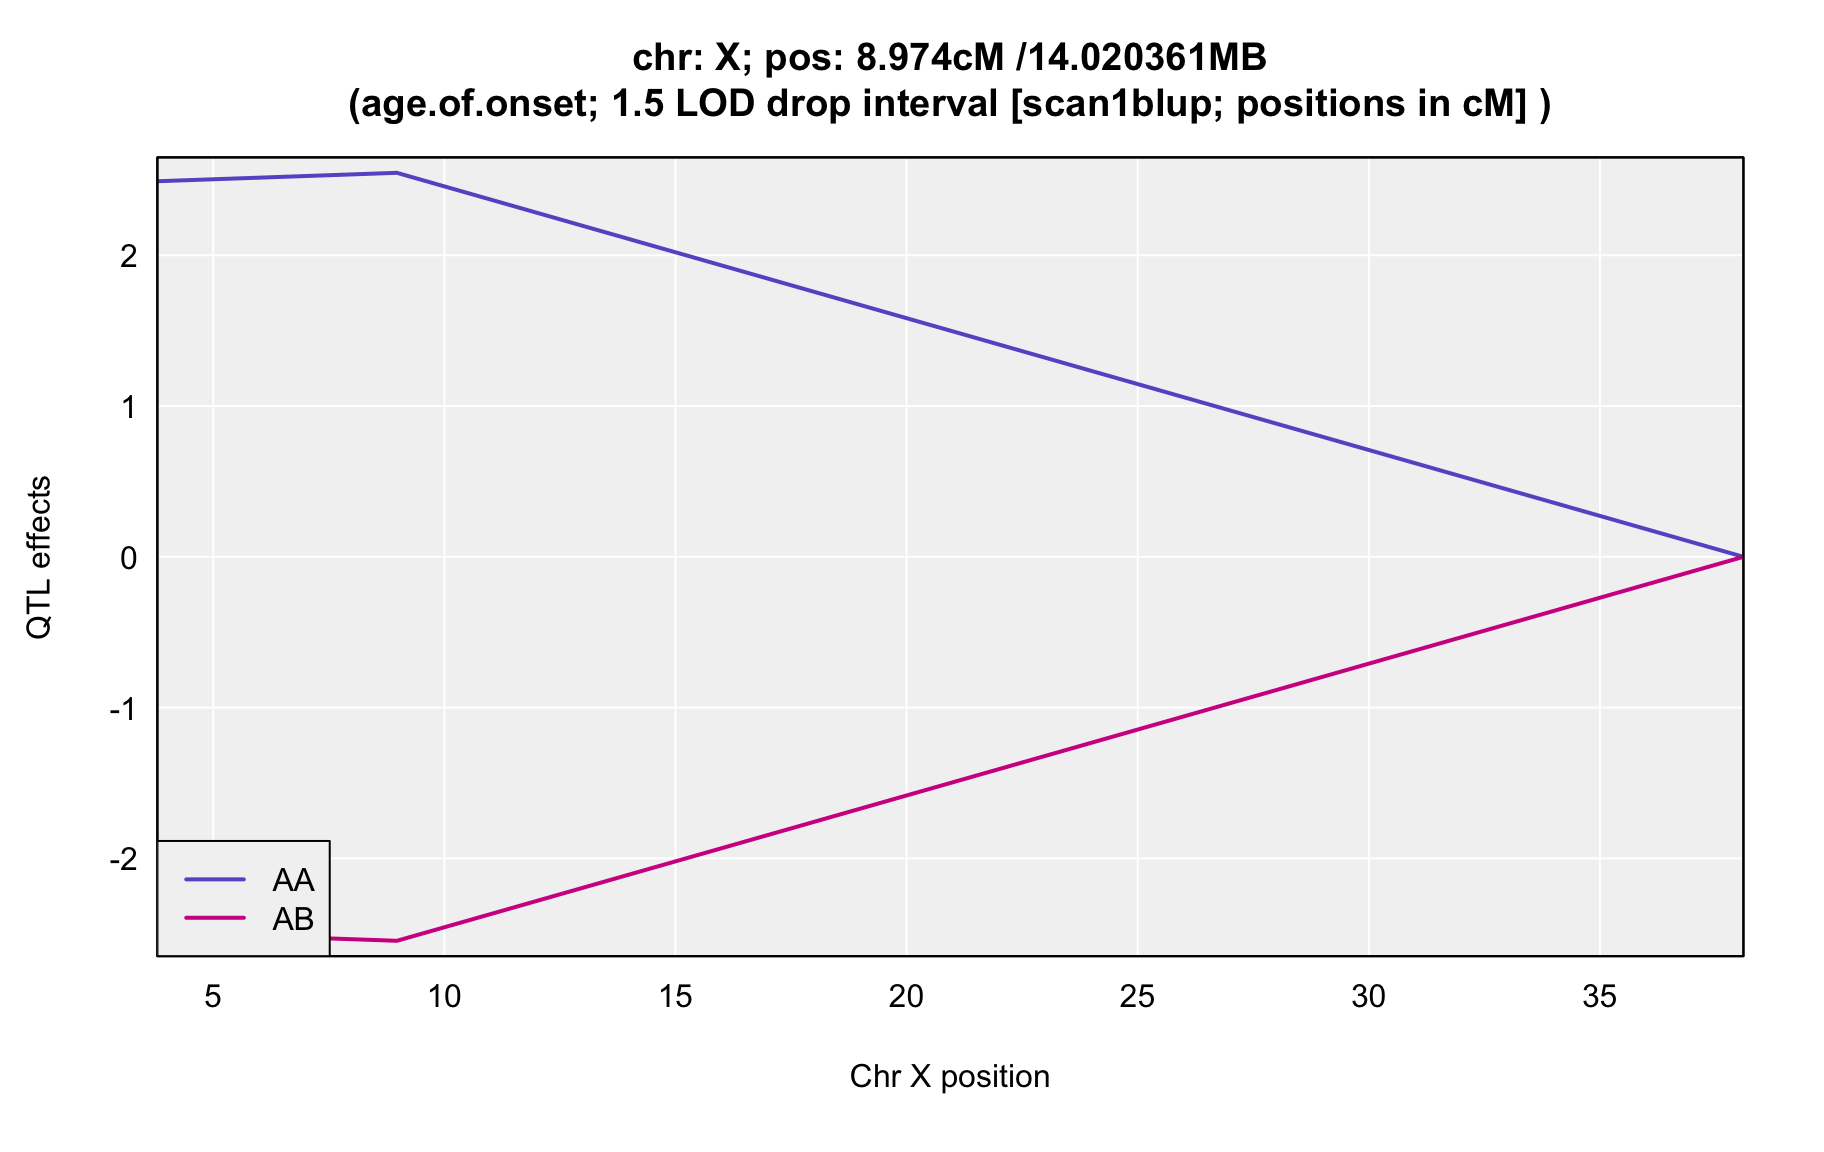 chr: X; pos: 8.974cM /14.020361MB
(age.of.onset; 1.5 LOD drop interval [scan1blup; positions in cM] )
QTL effects
2
1
0
-1
-2
AA
AB
5 10 15 20 25 30 35
Chr X position